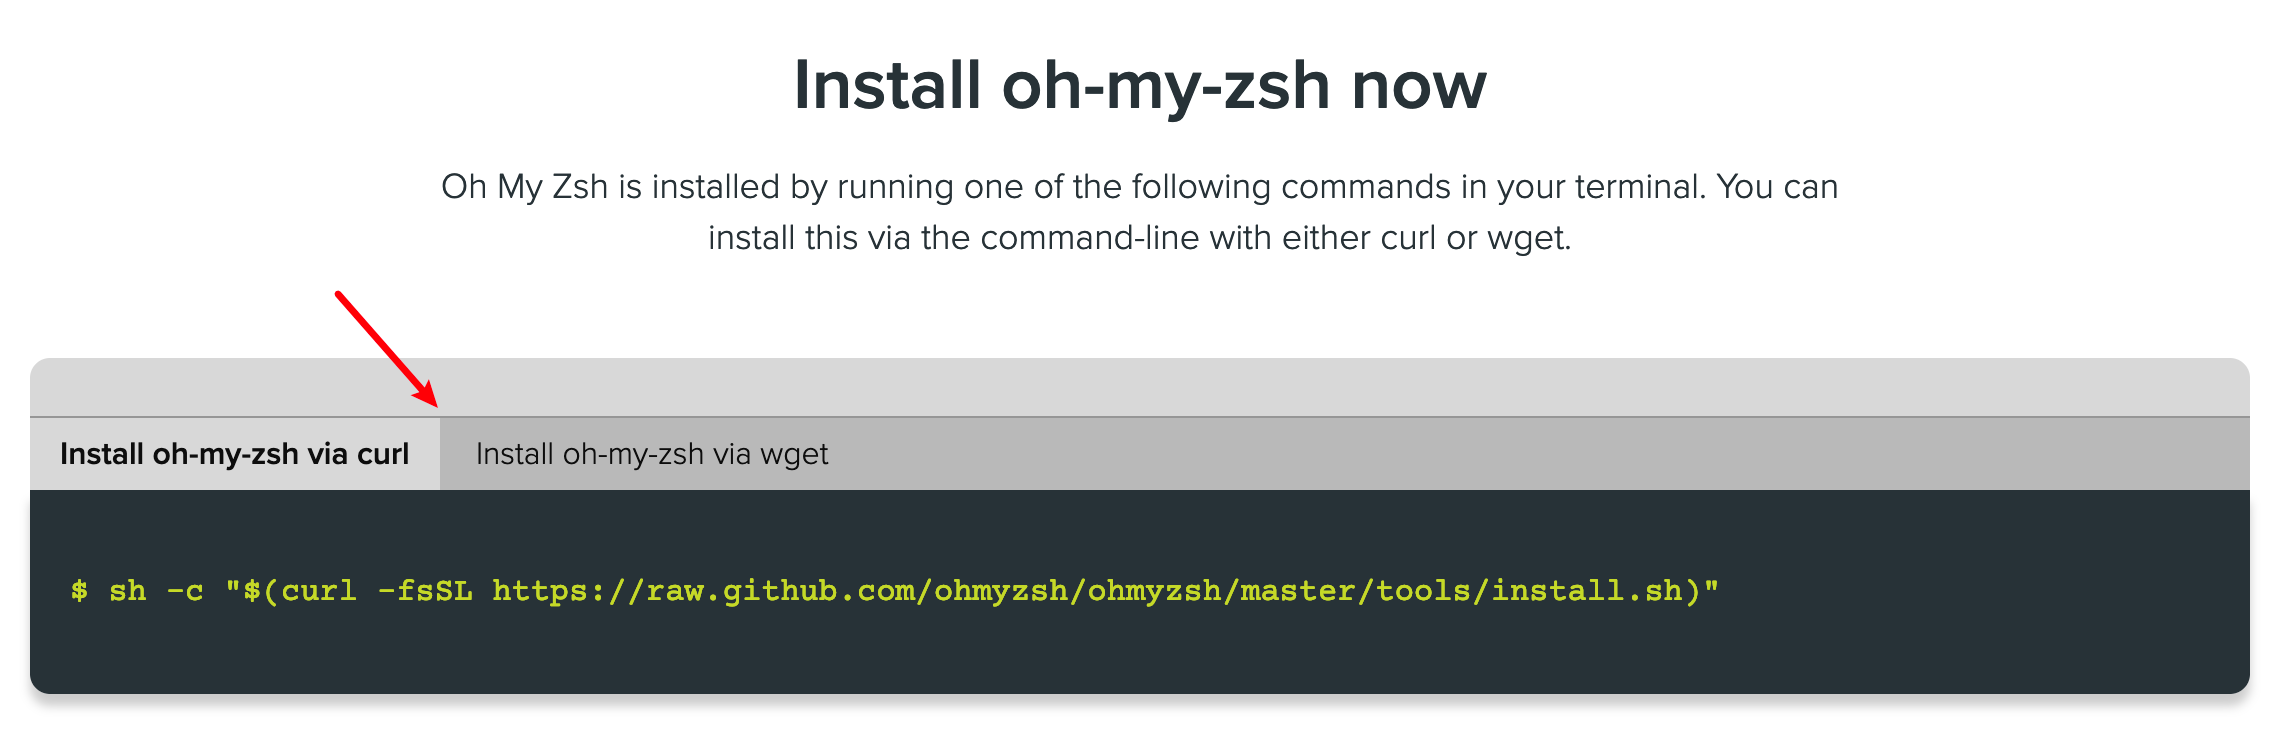 Install oh-my-zsh now
Oh My Zsh is installed by running one of the following commands in your terminal. You can
install this via the command-line with either curl or wget.
Install oh-my-zsh via curl
Install oh-my-zsh via wget
$ sh -c "$(curl -fsSL https://raw.github.com/ohmyzsh/ohmyzsh/master/tools/install.sh)"